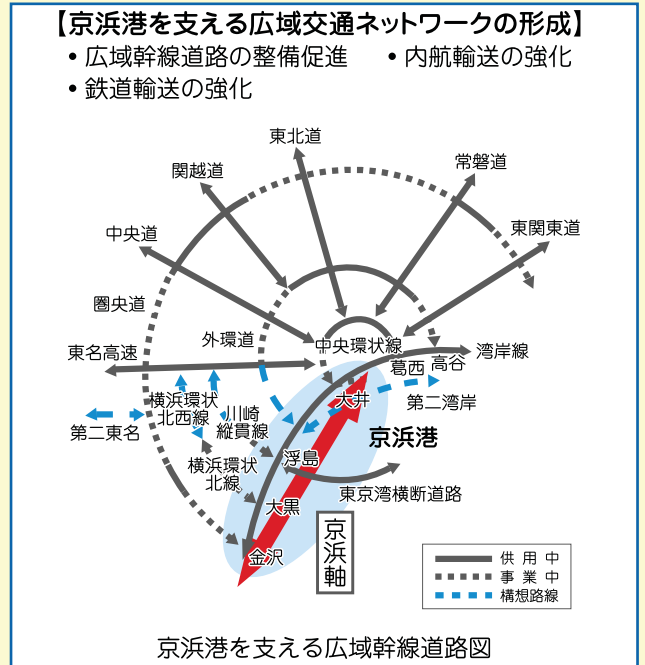 【京浜港を支える広域交通ネットワークの形成】
• 広域幹線道路の整備促進 • 内航輸送の強化
• 鉄道輸送の強化
東北道
関越道
常磐道
中央道
東関東道
圏央道
外環道
中央環状線
東名高速
湾岸線
葛西
高谷
横浜環状
北西線
川崎
縦貫線
大井
第二湾岸
第二東名
京浜港
横浜環状
北線
浮島
東京湾横断道路
大黒
京浜軸
金沢
供用中
事業中
構想路線
京浜港を支える広域幹線道路図